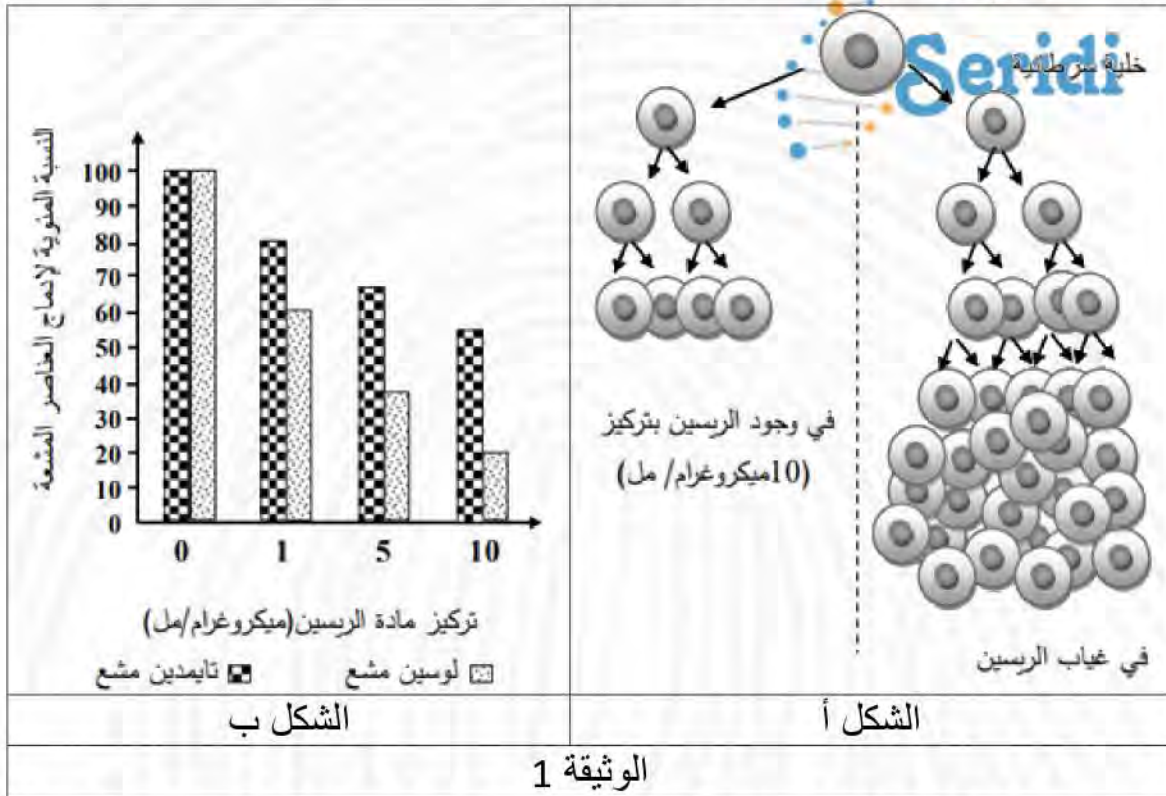 Seridi
خلية سرطانية
في وجود الريسين بتركيز
(10ميكروغرام/ مل)
في غياب الريسين
النسبة المئوية لإدماج العناصر المشعة
100
90
80
70
60
50
40
30
20
10
0
0 1 5 10
تركيز مادة الريسين(ميكروغرام/مل)
لوسين مشع تايمدين مشع
الشكل أ
الشكل ب
الوثيقة 1